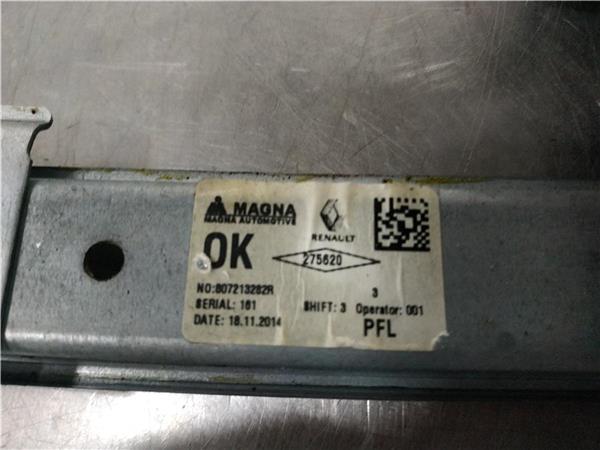 MAGNA
MAGNA AUTOMOTIVE
RENAULT
OK
275620
NO:807213282R
3
SERIAL: 161
SHIFT: 3 Operator: 001
DATE: 18.11.2014
PFL